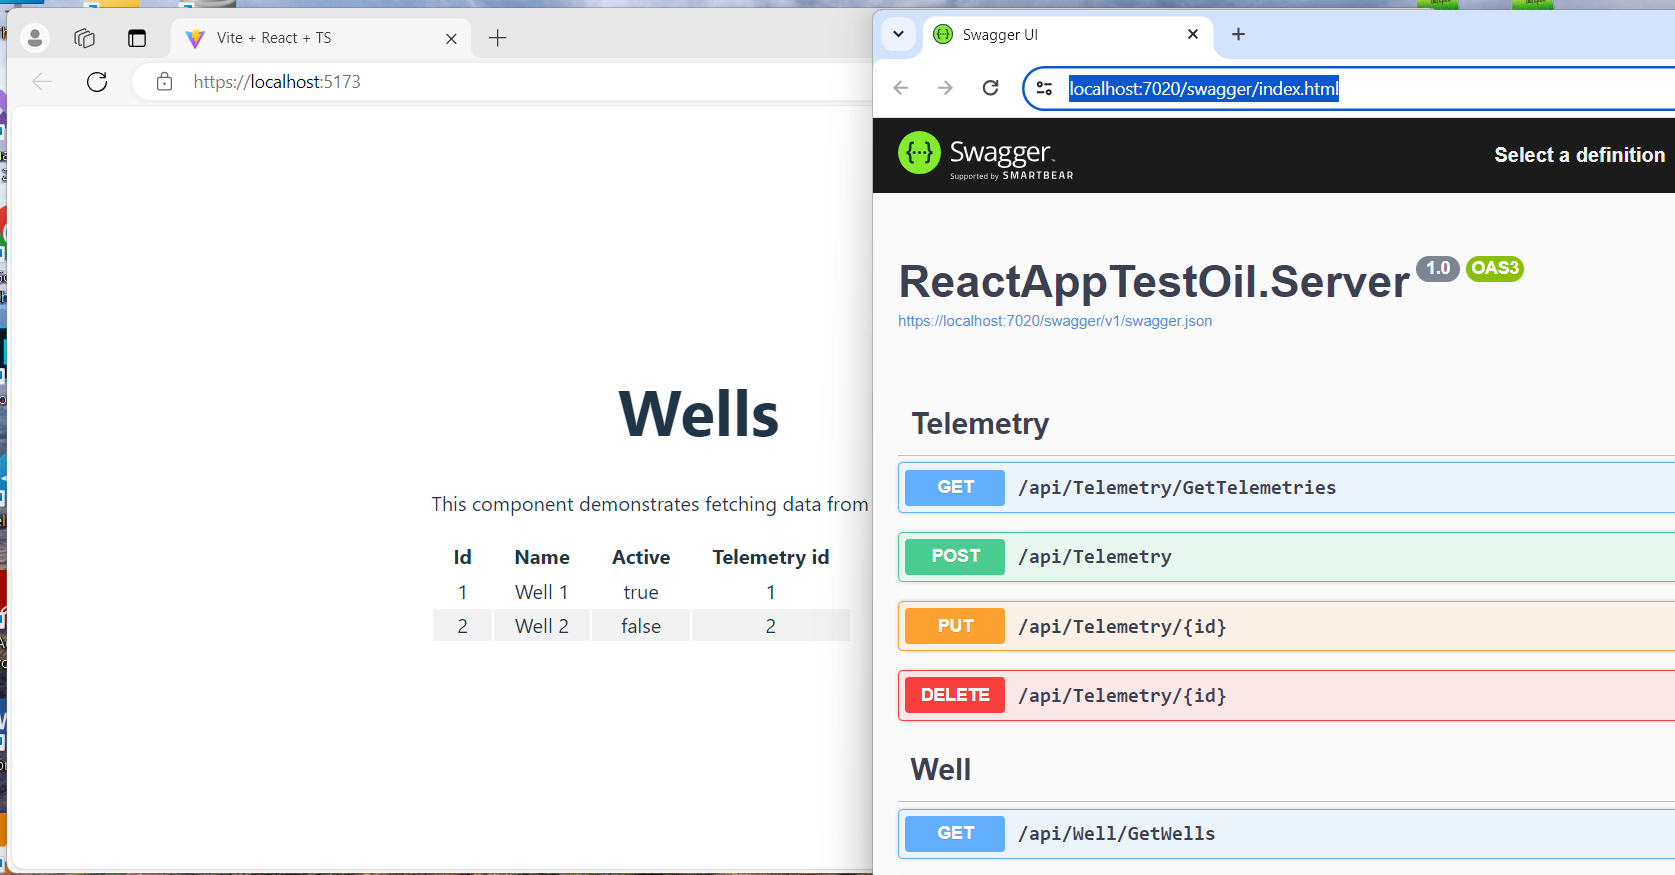 Vite + React + TS
https://localhost:5173
Wells
This component demonstrates fetching data from
Id Name Active Telemetry id
1 Well 1 true 1
2 Well 2 false 2
Swagger UI
localhost:7020/swagger/index.html
Swagger
Supported by SMARTBEAR
Select a definition
ReactAppTestOil.Server 1.0 OAS3
https://localhost:7020/swagger/v1/swagger.json
Telemetry
GET /api/Telemetry/GetTelemetries
POST /api/Telemetry
PUT /api/Telemetry/{id}
DELETE /api/Telemetry/{id}
Well
GET /api/Well/GetWells